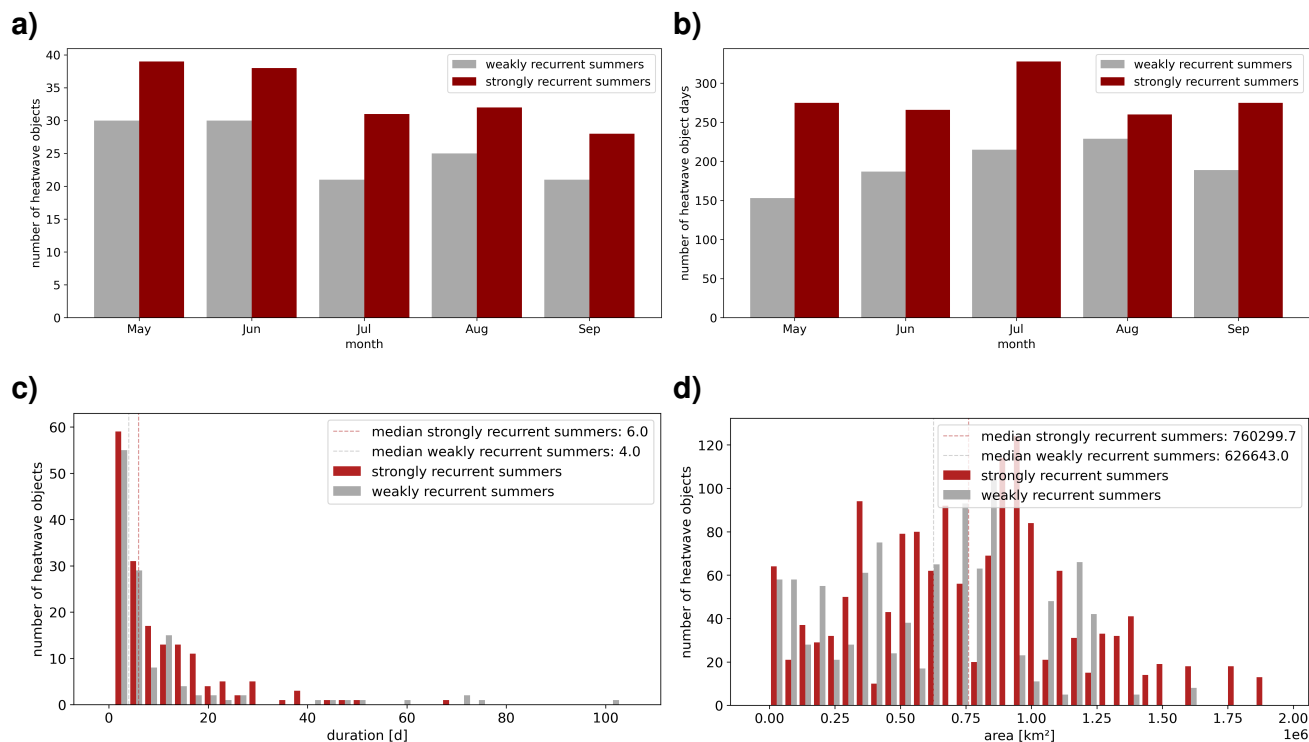 a)
number of heatwave objects
40
35
30
25
20
15
10
5
0
weakly recurrent summers
strongly recurrent summers
May Jun Jul Aug Sep
month
b)
number of heatwave object days
300
250
200
150
100
50
0
weakly recurrent summers
strongly recurrent summers
May Jun Jul Aug Sep
month
c)
number of heatwave objects
60
50
40
30
20
10
0
median strongly recurrent summers: 6.0
median weakly recurrent summers: 4.0
strongly recurrent summers
weakly recurrent summers
0 20 40 60 80 100
duration [d]
d)
number of heatwave objects
120
100
80
60
40
20
0
median strongly recurrent summers: 760299.7
median weakly recurrent summers: 626643.0
strongly recurrent summers
weakly recurrent summers
0.00 0.25 0.50 0.75 1.00 1.25 1.50 1.75 2.00
1e6
area [km²]